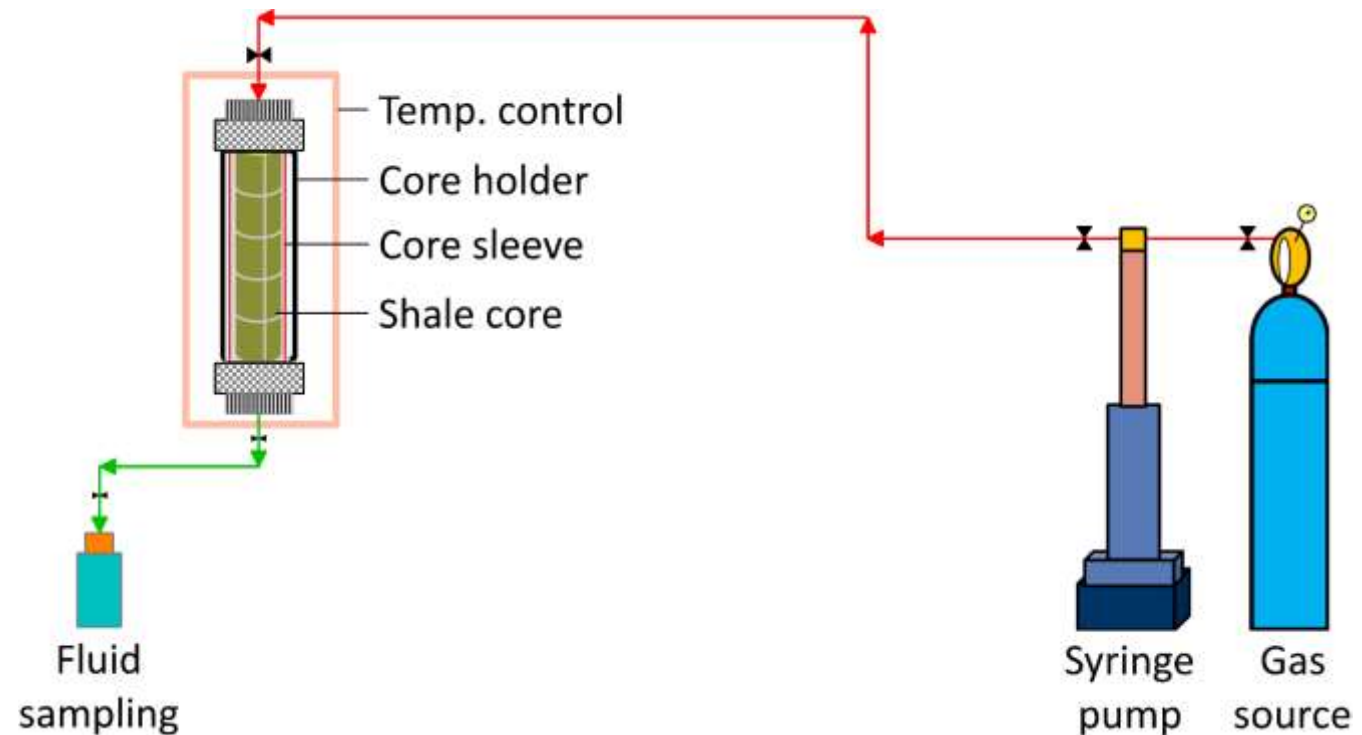 Temp. control
Core holder
Core sleeve
Shale core
Fluid
sampling
Syringe
pump
Gas
source